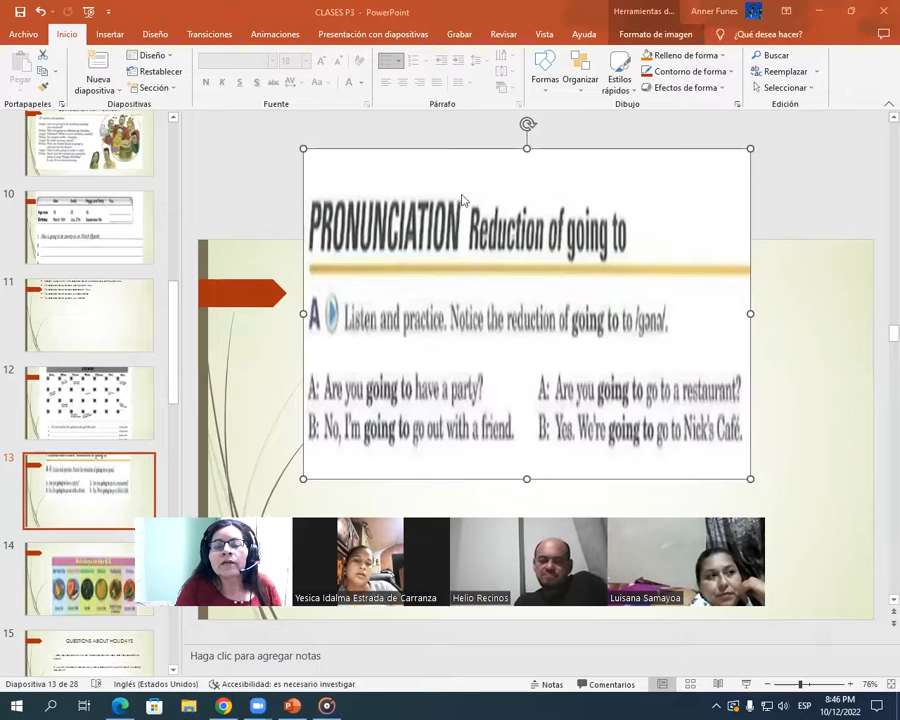 CLASES P3 - PowerPoint
Herramientas d...
Anner Funes
Archivo
Inicio
Insertar
Diseño
Transiciones
Animaciones
Presentación con diapositivas
Grabar
Revisar
Vista
Ayuda
Formato de imagen
¿Qué desea hacer?
Pegar
Nueva diapositiva
Diseño
Restablecer
Sección
18
N K S S abc AV Aa A
Formas
Organizar
Estilos rápidos
Relleno de forma
Contorno de forma
Efectos de forma
Buscar
Reemplazar
Seleccionar
Portapapeles
Diapositivas
Fuente
Párrafo
Dibujo
Edición
10
11
12
13
14
15
QUESTIONS ABOUT HOLIDAYS
PRONUNCIATION Reduction of going to
A Listen and practice. Notice the reduction of going to to /gənə/.
A: Are you going to have a party?
B: No, I'm going to go out with a friend.
A: Are you going to go to a restaurant?
B: Yes. We're going to go to Nick's Café.
Yesica Idalma Estrada de Carranza
Helio Recinos
Luisana Samayoa
Haga clic para agregar notas
Diapositiva 13 de 28
Inglés (Estados Unidos)
Accesibilidad: es necesario investigar
Notas
Comentarios
76%
ESP
8:46 PM
10/12/2022